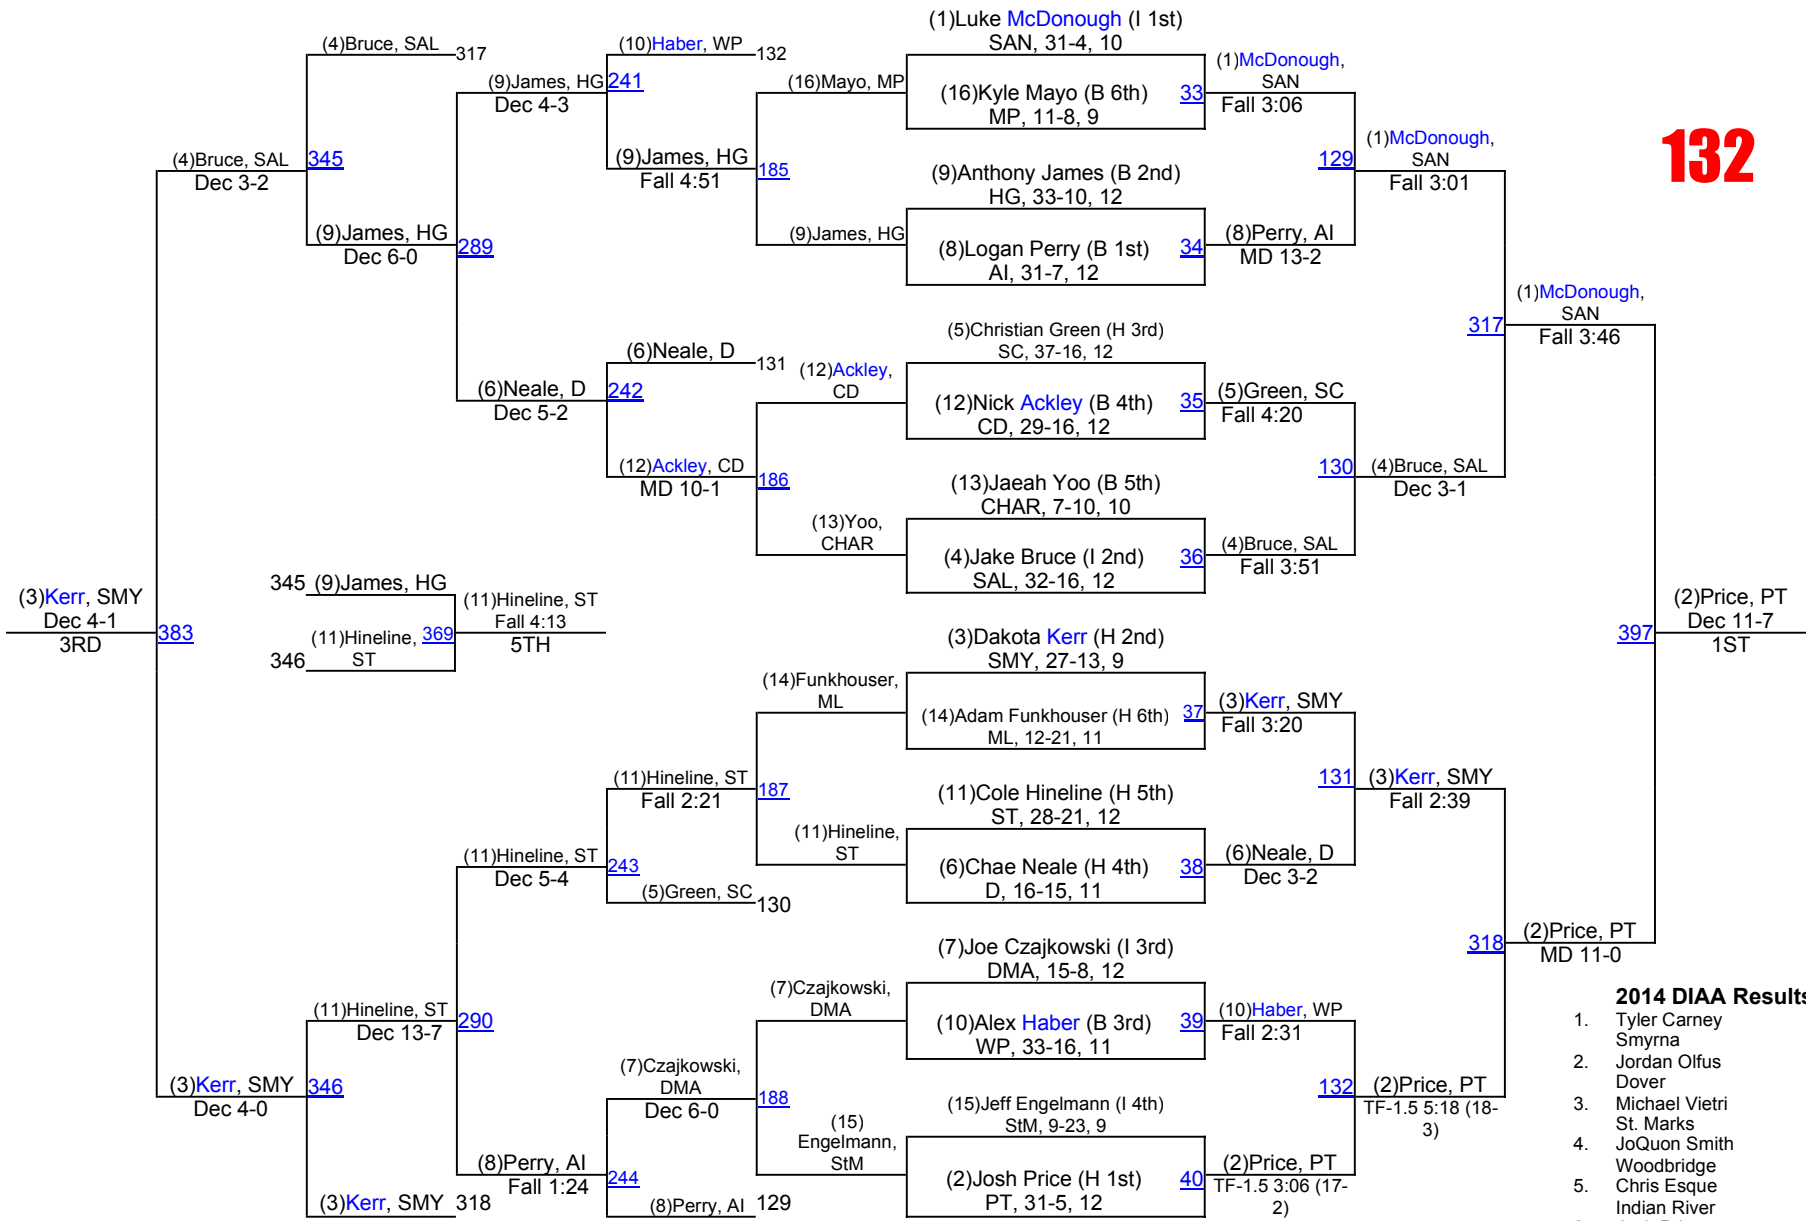 132
(4)Bruce, SAL
317
(9)James, HG
Dec 4-3
241
(10)Haber, WP
132
(4)Bruce, SAL
Dec 3-2
345
(9)James, HG
Fall 4:51
185
(16)Mayo, MP
(9)James, HG
Dec 6-0
289
(9)James, HG
(6)Neale, D
Dec 5-2
242
(6)Neale, D
131
(12)Ackley, CD
MD 10-1
186
(12)Ackley,
CD
(13)Yoo,
CHAR
(3)Kerr, SMY
Dec 4-1
3RD
383
345
(9)James, HG
346
(11)Hineline,
ST
369
(11)Hineline, ST
Fall 4:13
5TH
(14)Funkhouser,
ML
(11)Hineline, ST
Fall 2:21
187
(11)Hineline,
ST
(11)Hineline, ST
Dec 5-4
243
(5)Green, SC
130
(11)Hineline, ST
Dec 13-7
290
(7)Czajkowski,
DMA
(7)Czajkowski,
DMA
Dec 6-0
188
(15)
Engelmann,
StM
(3)Kerr, SMY
Dec 4-0
346
(8)Perry, AI
Fall 1:24
244
(8)Perry, AI
129
(3)Kerr, SMY
318
(1)Luke McDonough (I 1st)
SAN, 31-4, 10
(16)Kyle Mayo (B 6th)
MP, 11-8, 9
33
(1)McDonough,
SAN
Fall 3:06
(9)Anthony James (B 2nd)
HG, 33-10, 12
(8)Logan Perry (B 1st)
AI, 31-7, 12
34
(8)Perry, AI
MD 13-2
129
(1)McDonough,
SAN
Fall 3:01
(5)Christian Green (H 3rd)
SC, 37-16, 12
(12)Nick Ackley (B 4th)
CD, 29-16, 12
35
(5)Green, SC
Fall 4:20
(13)Jaeah Yoo (B 5th)
CHAR, 7-10, 10
(4)Jake Bruce (I 2nd)
SAL, 32-16, 12
36
(4)Bruce, SAL
Fall 3:51
130
(4)Bruce, SAL
Dec 3-1
317
(1)McDonough,
SAN
Fall 3:46
(3)Dakota Kerr (H 2nd)
SMY, 27-13, 9
(14)Adam Funkhouser (H 6th)
ML, 12-21, 11
37
(3)Kerr, SMY
Fall 3:20
(11)Cole Hineline (H 5th)
ST, 28-21, 12
(6)Chae Neale (H 4th)
D, 16-15, 11
38
(6)Neale, D
Dec 3-2
131
(3)Kerr, SMY
Fall 2:39
(7)Joe Czajkowski (I 3rd)
DMA, 15-8, 12
(10)Alex Haber (B 3rd)
WP, 33-16, 11
39
(10)Haber, WP
Fall 2:31
(15)Jeff Engelmann (I 4th)
StM, 9-23, 9
(2)Josh Price (H 1st)
PT, 31-5, 12
40
(2)Price, PT
TF-1.5 3:06 (17-
2)
132
(2)Price, PT
TF-1.5 5:18 (18-
3)
318
(2)Price, PT
MD 11-0
397
(2)Price, PT
Dec 11-7
1ST
2014 DIAA Results
1. Tyler Carney
Smyrna
2. Jordan Olfus
Dover
3. Michael Vietri
St. Marks
4. JoQuon Smith
Woodbridge
5. Chris Esque
Indian River